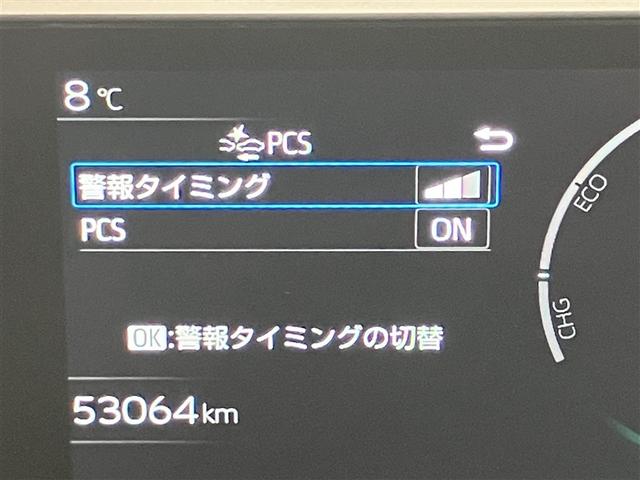 8℃
PCS
警報タイミング
PCS ON
OK:警報タイミングの切替
53064km
ECO
CHG